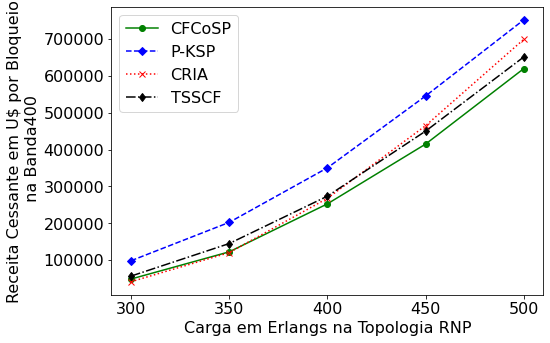 Receita Cessante em U$ por Bloqueio
na Banda400
700000
600000
500000
400000
300000
200000
100000
CFCoSP
P-KSP
CRIA
TSSCF
300 350 400 450 500
Carga em Erlangs na Topologia RNP